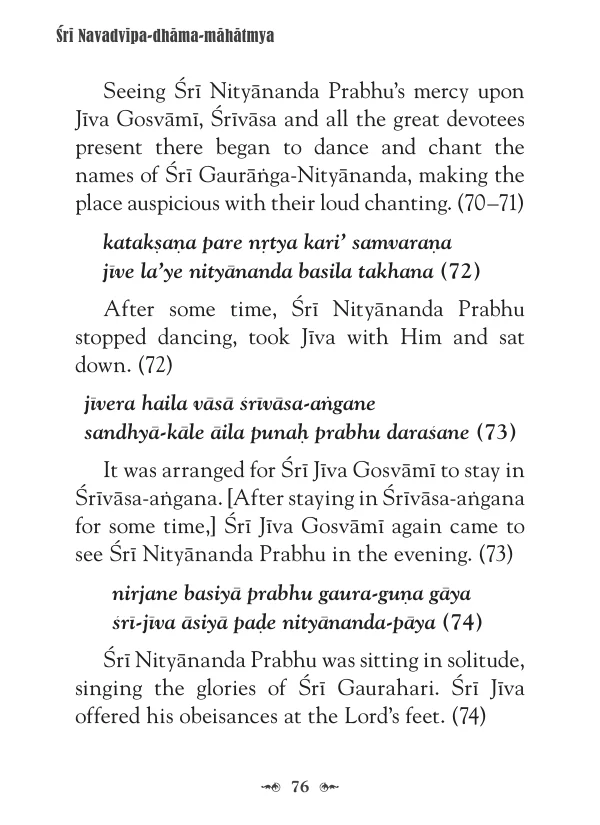 Śrī Navadvīpa-dhāma-māhātmya
Seeing Śrī Nityānanda Prabhu’s mercy upon
Jīva Gosvāmī, Śrīvāsa and all the great devotees
present there began to dance and chant the
names of Śrī Gaurāṅga-Nityānanda, making the
place auspicious with their loud chanting. (70–71)
katakṣaṇa pare nṛtya kari’ samvaraṇa
jīve la’ye nityānanda basila takhana (72)
After some time, Śrī Nityānanda Prabhu
stopped dancing, took Jīva with Him and sat
down. (72)
jīvera haila vāsā śrīvāsa-aṅgane
sandhyā-kāle āila punaḥ prabhu daraśane (73)
It was arranged for Śrī Jīva Gosvāmī to stay in
Śrīvāsa-aṅgana. [After staying in Śrīvāsa-aṅgana
for some time,] Śrī Jīva Gosvāmī again came to
see Śrī Nityānanda Prabhu in the evening. (73)
nirjane basiyā prabhu gaura-guṇa gāya
śrī-jīva āsiyā paḍe nityānanda-pāya (74)
Śrī Nityānanda Prabhu was sitting in solitude,
singing the glories of Śrī Gaurahari. Śrī Jīva
offered his obeisances at the Lord’s feet. (74)
76